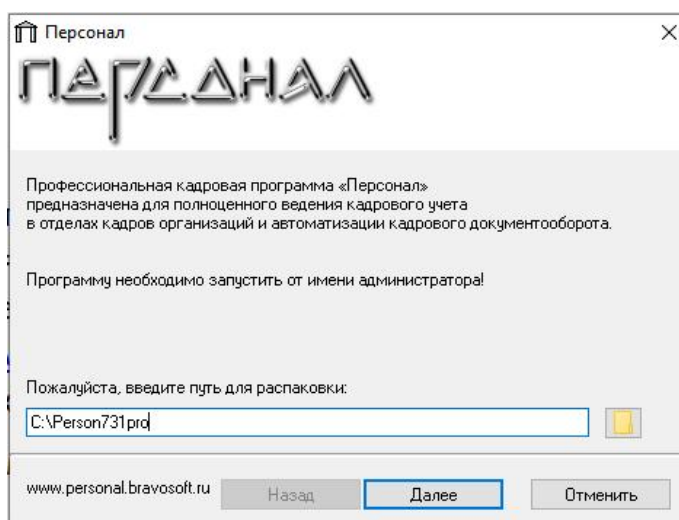 Персонал
ПЕРСОНАЛ
Профессиональная кадровая программа «Персонал»
предназначена для полноценного ведения кадрового учета
в отделах кадров организаций и автоматизации кадрового документооборота.
Программу необходимо запустить от имени администратора!
Пожалуйста, введите путь для распаковки:
C:\Person731pro
www.personal.bravosoft.ru
Назад
Далее
Отменить